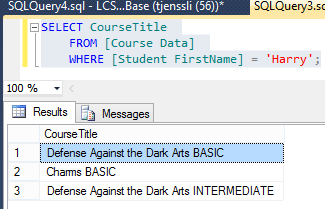 SQLQuery4.sql - LCS...Base (tjenssli (56))*
SQLQuery3.sq
SELECT CourseTitle
FROM [Course Data]
WHERE [Student FirstName] = 'Harry';
100 %
Results
Messages
CourseTitle
1 Defense Against the Dark Arts BASIC
2 Charms BASIC
3 Defense Against the Dark Arts INTERMEDIATE